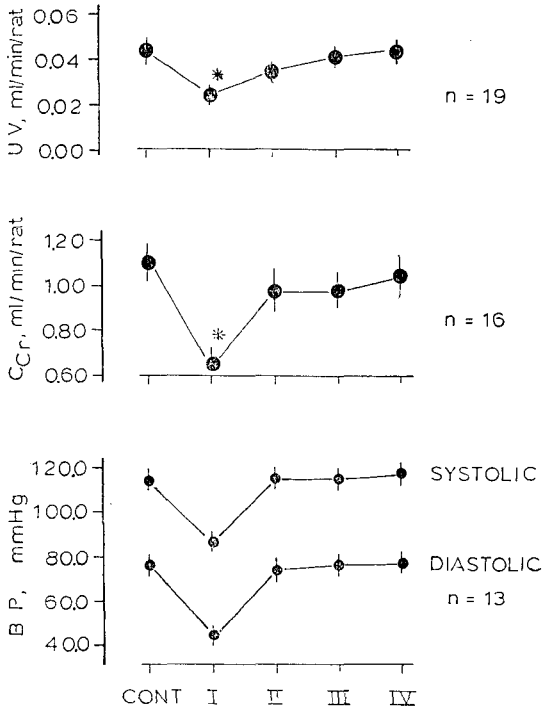 UV, ml/min/rat
0.06
0.04
0.02
0.00
*
n = 19
CCr, ml/min/rat
1.20
1.00
0.80
0.60
*
n = 16
BP, mmHg
120.0
100.0
80.0
60.0
40.0
SYSTOLIC
DIASTOLIC
n = 13
CONT I II III IV